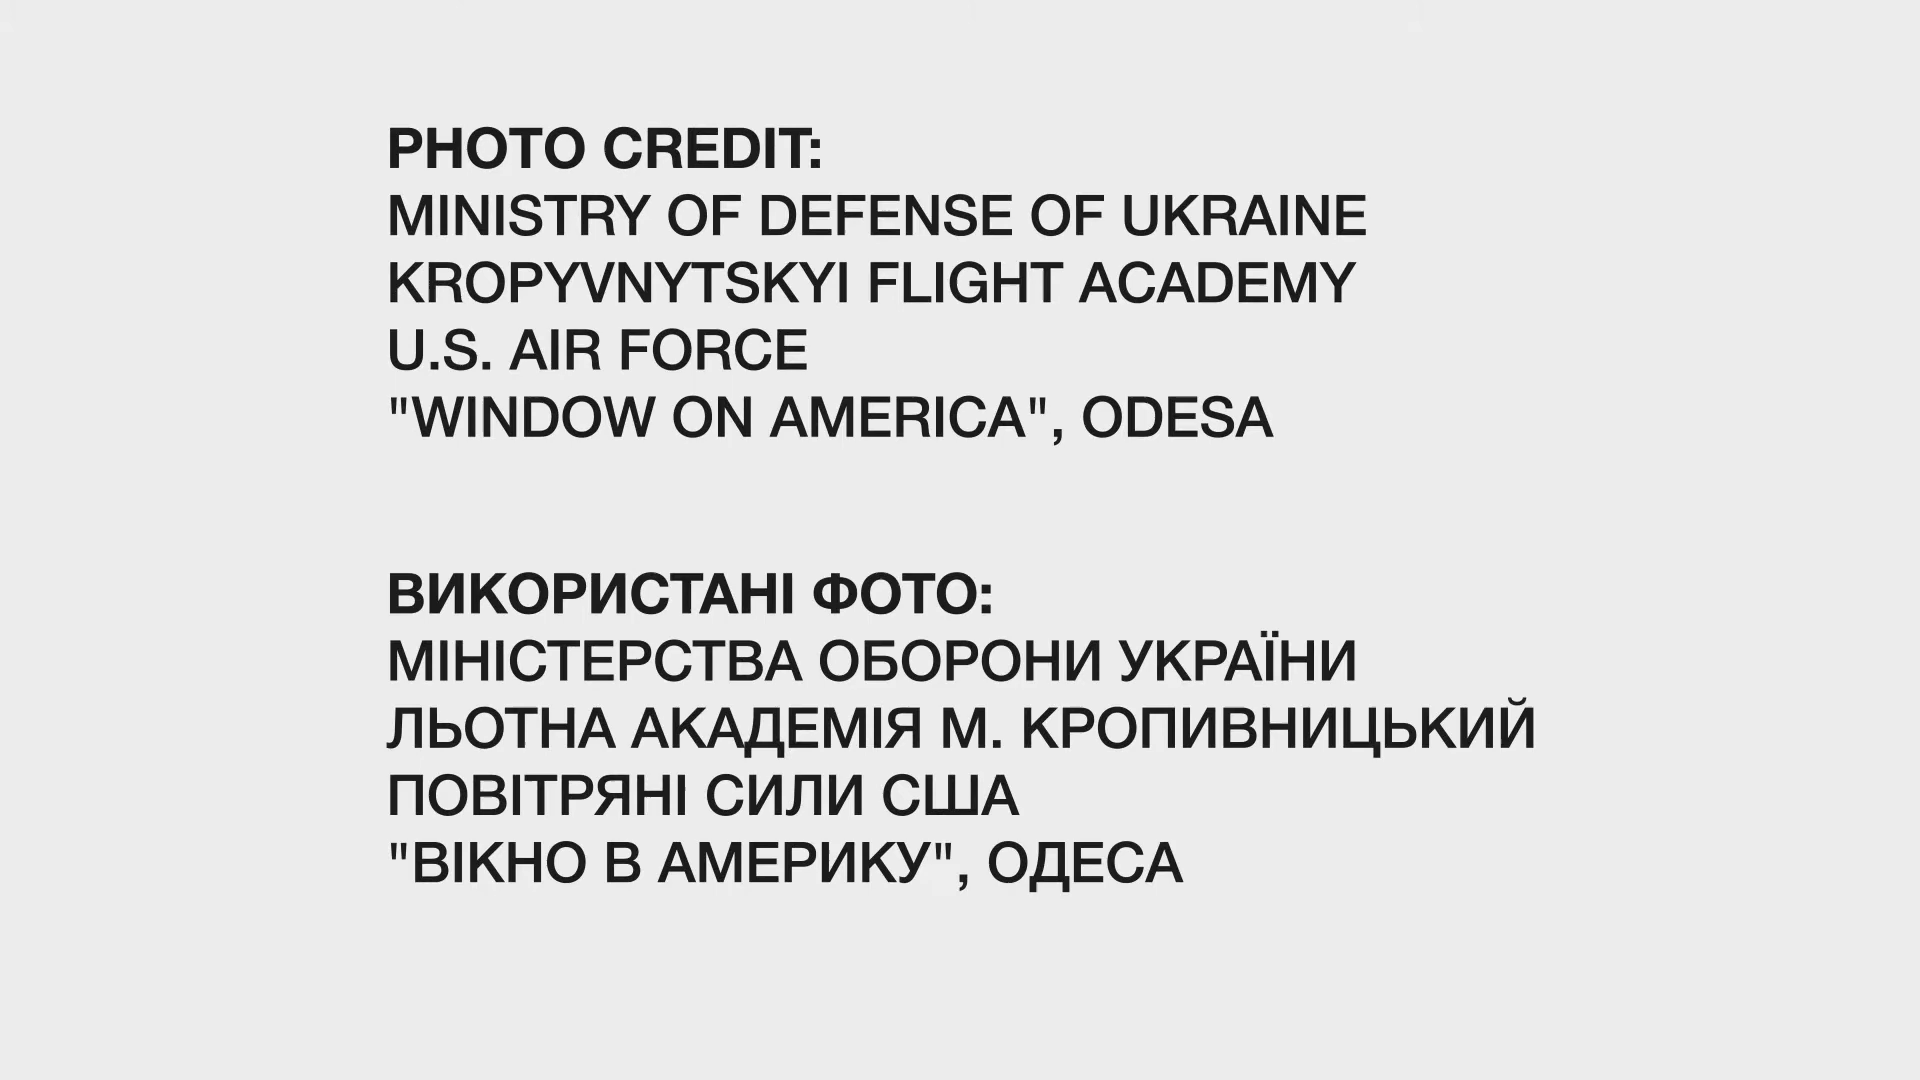 PHOTO CREDIT:
MINISTRY OF DEFENSE OF UKRAINE
KROPYVNYTSKYI FLIGHT ACADEMY
U.S. AIR FORCE
"WINDOW ON AMERICA", ODESA
ВИКОРИСТАНІ ФОТО:
МІНІСТЕРСТВА ОБОРОНИ УКРАЇНИ
ЛЬОТНА АКАДЕМІЯ М. КРОПИВНИЦЬКИЙ
ПОВІТРЯНІ СИЛИ США
"ВІКНО В АМЕРИКУ", ОДЕСА